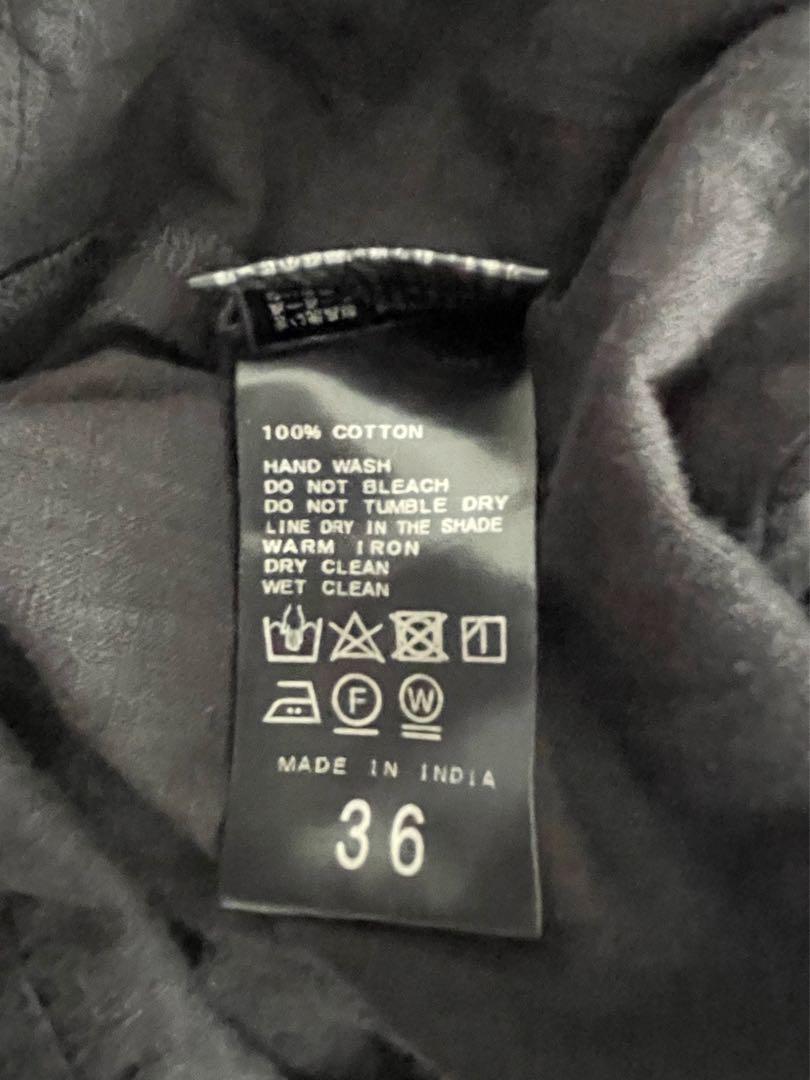 100% COTTON
HAND WASH
DO NOT BLEACH
DO NOT TUMBLE DRY
LINE DRY IN THE SHADE
WARM IRON
DRY CLEAN
WET CLEAN
F W
MADE IN INDIA
36